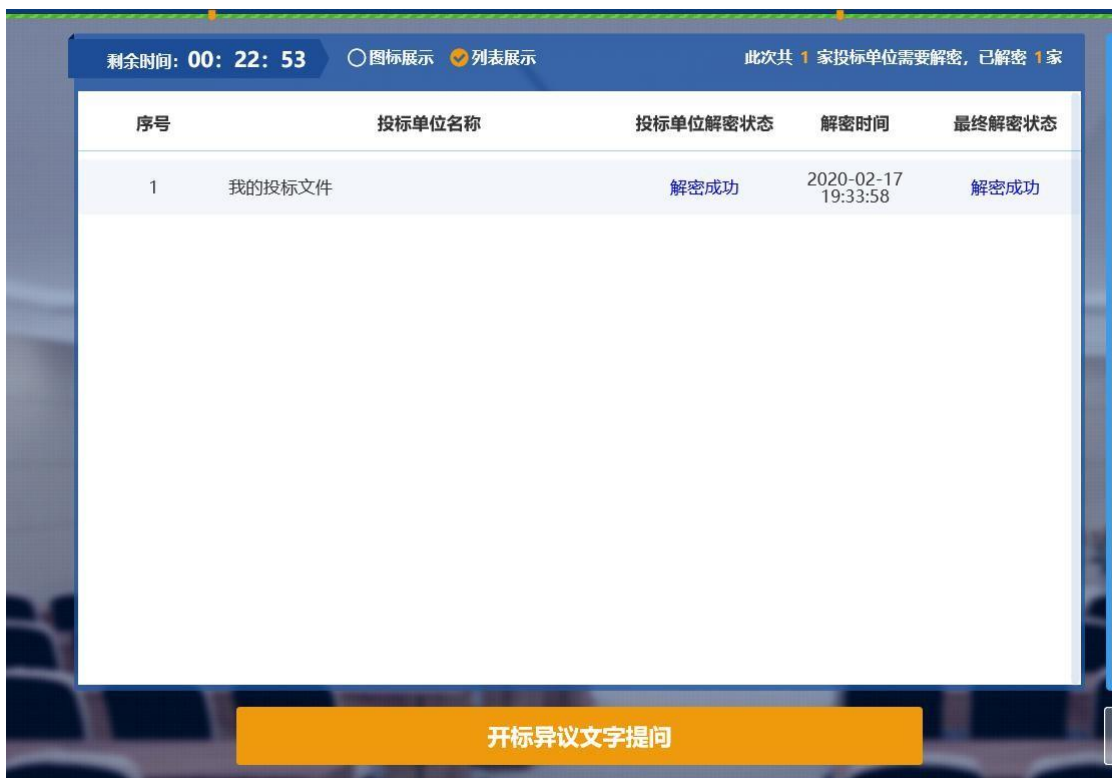 剩余时间：00：22：53 图标展示 列表展示 此次共 1 家投标单位需要解密，已解密 1家
序号 投标单位名称 投标单位解密状态 解密时间 最终解密状态
1 我的投标文件 解密成功 2020-02-17 19:33:58 解密成功
开标异议文字提问